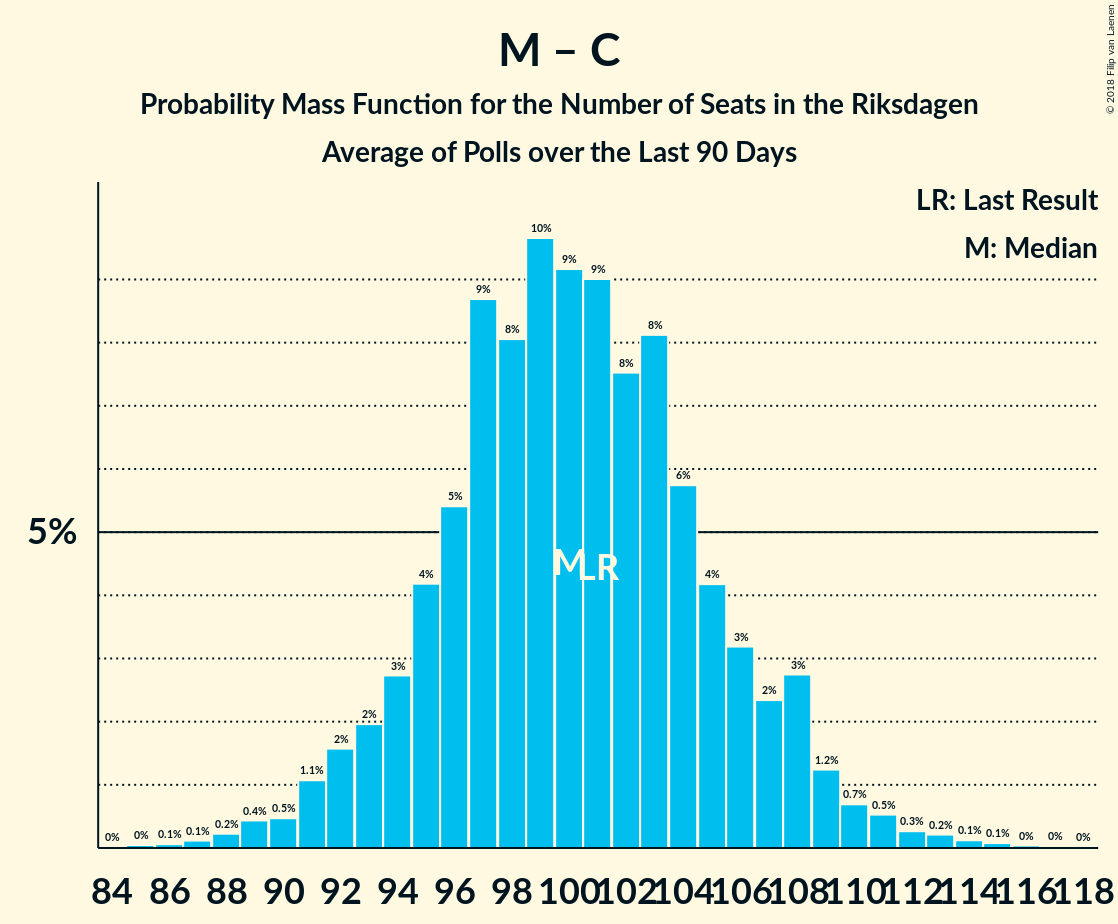 M – C
Probability Mass Function for the Number of Seats in the Riksdagen
Average of Polls over the Last 90 Days
© 2018 Filip van Laenen
LR: Last Result
M: Median
5%
0% 0% 0.1% 0.1% 0.2% 0.4% 0.5% 1.1% 2% 2% 3% 4% 5% 9% 8% 10% 9% 9% 8% 8% 6% 4% 3% 2% 3% 1.2% 0.7% 0.5% 0.3% 0.2% 0.1% 0.1% 0% 0% 0%
M LR
84 86 88 90 92 94 96 98 100 102 104 106 108 110 112 114 116 118